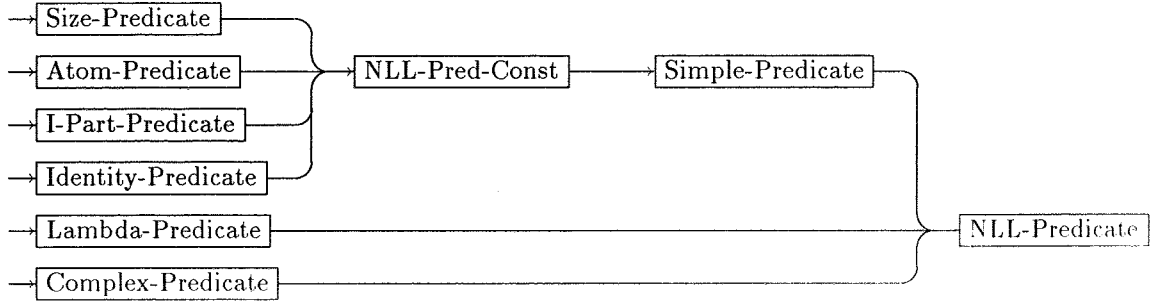 Size-Predicate
Atom-Predicate NLL-Pred-Const Simple-Predicate
I-Part-Predicate
Identity-Predicate
Lambda-Predicate NLL-Predicate
Complex-Predicate